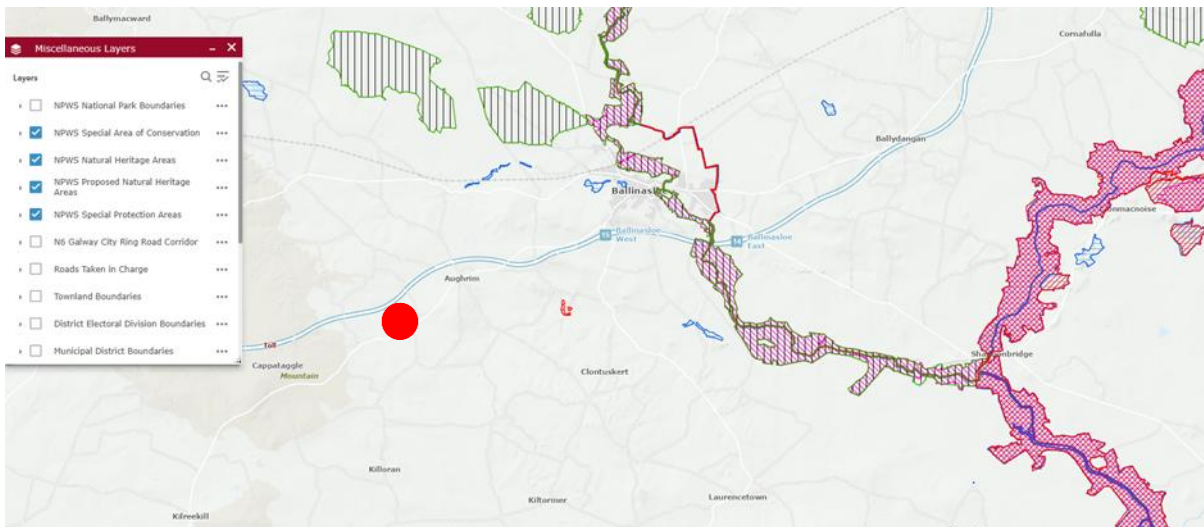 Ballymacward
Cornafulla
Miscellaneous Layers
Layers
NPWS National Park Boundaries
NPWS Special Area of Conservation
NPWS Natural Heritage Areas
NPWS Proposed Natural Heritage
Areas
NPWS Special Protection Areas
N6 Galway City Ring Road Corridor
Roads Taken in Charge
Townland Boundaries
District Electoral Division Boundaries
Municipal District Boundaries
Ballydangan
Ballinasloe
onmacnoise
15
Ballinasloe
West
14
Ballinasloe
East
Aughrim
Toll
Cappataggle
Mountain
Clontuskert
Shannonbridge
Killoran
Kiltormer
Laurencetown
Kilreekill